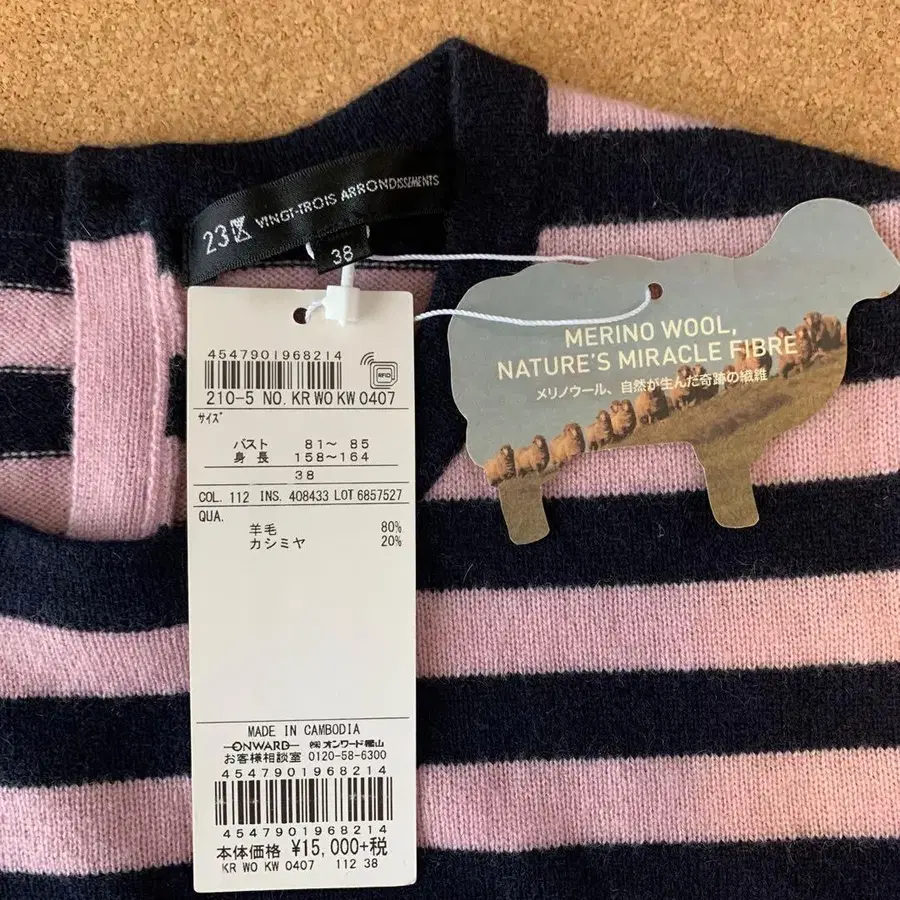 23区 VINGT-TROIS ARRONDISSEMENTS
38
MERINO WOOL,
NATURE'S MIRACLE FIBRE
メリノウール、自然が生んだ奇跡の繊維
4547901968214
RFID
210-5 NO. KR WO KW 0407
サイズ
バスト 81～ 85
身長 158～164
38
COL. 112 INS. 408433 LOT 6857527
QUA.
羊毛 80%
カシミヤ 20%
MADE IN CAMBODIA
ONWARD ㈱オンワード樫山
お客様相談室 0120-58-6300
4547901968214
4547901968214
本体価格 ¥15,000+税
KR WO KW 0407 112 38